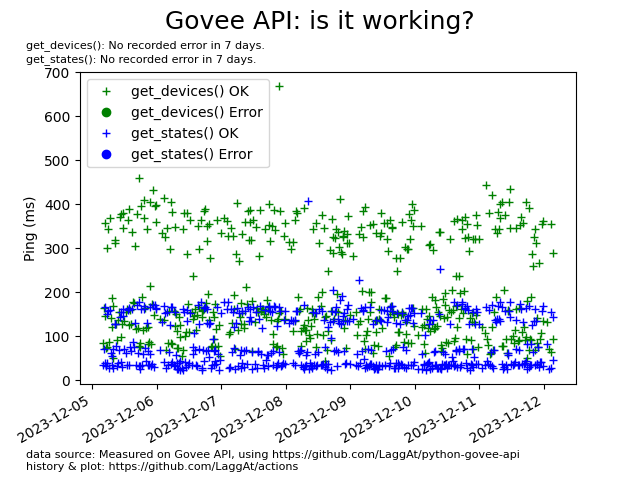 Govee API: is it working?
get_devices(): No recorded error in 7 days.
get_states(): No recorded error in 7 days.
700
600
500
400
300
200
100
0
Ping (ms)
get_devices() OK
get_devices() Error
get_states() OK
get_states() Error
2023-12-05
2023-12-06
2023-12-07
2023-12-08
2023-12-09
2023-12-10
2023-12-11
2023-12-12
data source: Measured on Govee API, using https://github.com/LaggAt/python-govee-api
history & plot: https://github.com/LaggAt/actions